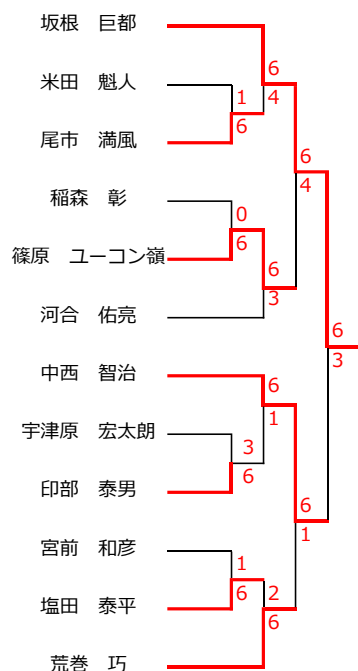 坂根　巨都
6
米田　魁人
1
4
尾市　満風
6
6
稲森　彰
4
0
篠原　ユーコン嶺
6
6
3
河合　佑亮
6
3
中西　智治
6
1
宇津原　宏太朗
3
6
印部　泰男
6
1
宮前　和彦
1
2
塩田　泰平
6
6
荒巻　巧